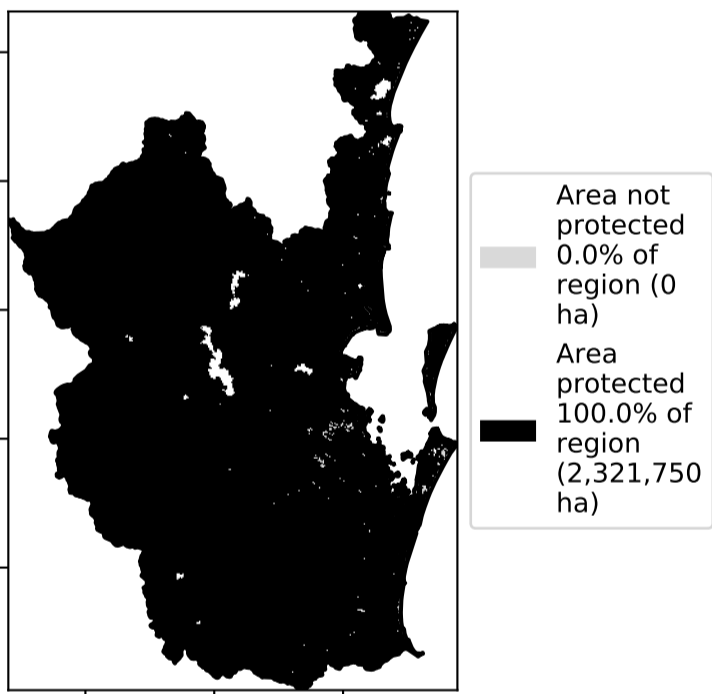 Area not
protected
0.0% of
region (0
ha)
Area
protected
100.0% of
region
(2,321,750
ha)